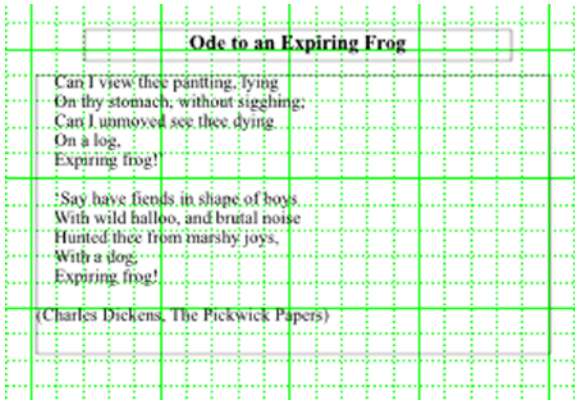 Ode to an Expiring Frog
Can I view thee pantting, lying
On thy stomach, without sigghing;
Can I unmoved see thee dying
On a log,
Expiring frog!'
'Say have fiends in shape of boys
With wild halloo, and brutal noise
Hunted thee from marshy joys,
With a dog,
Expiring frog!
(Charles Dickens, The Pickwick Papers)